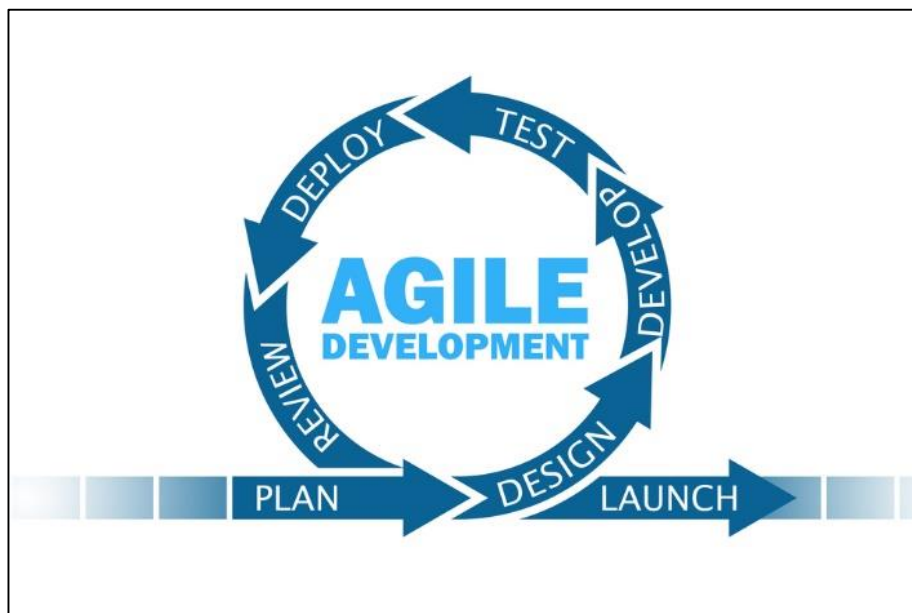 AGILE
DEVELOPMENT
PLAN
DESIGN
DEVELOP
TEST
DEPLOY
REVIEW
LAUNCH